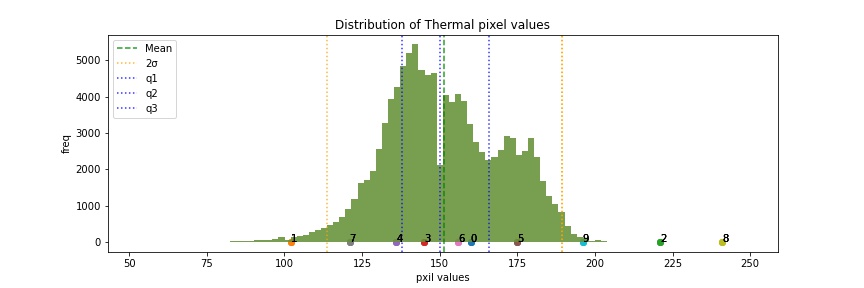 Distribution of Thermal pixel values
Mean
2σ
q1
q2
q3
freq
5000
4000
3000
2000
1000
0
1 7 4 3 6 0 5 9 2 8
50 75 100 125 150 175 200 225 250
pxil values